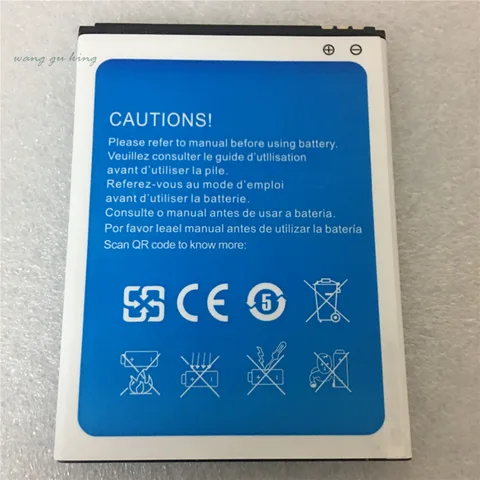 wang gu king
CAUTIONS!
Please refer to manual before using battery.
Veuillez consulter le guide d'utllisation
avant d'utiliser la pile.
Referez-vous au mode d'emploi
avant d'utiliser la batterie.
Consulte o manual antes de usar a bateria.
Por favor leael manual antes de utilizar la batería
Scan QR code to know more:
CE
5